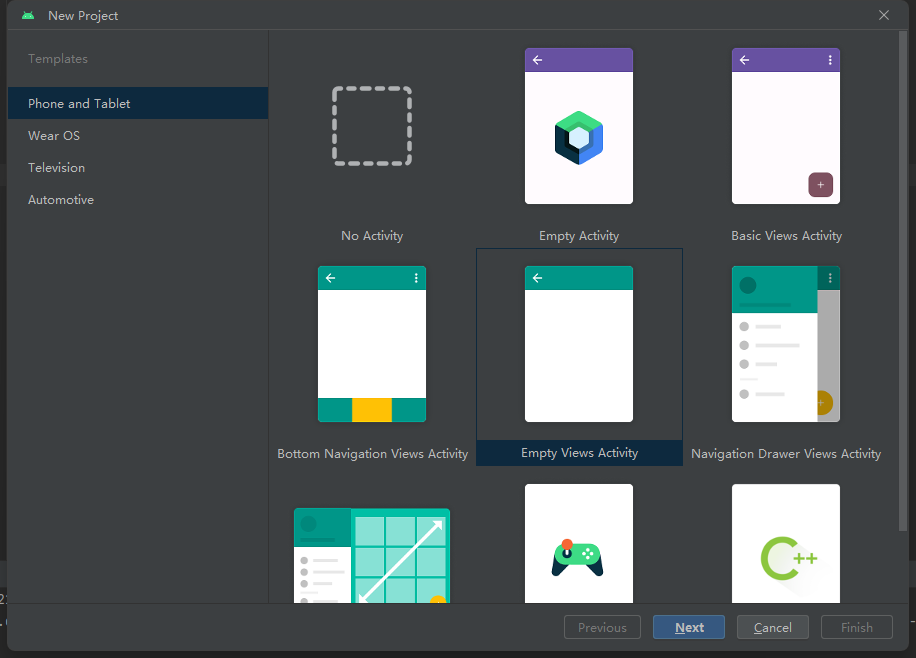 New Project
Templates
Phone and Tablet
Wear OS
Television
Automotive
No Activity
Empty Activity
Basic Views Activity
Bottom Navigation Views Activity
Empty Views Activity
Navigation Drawer Views Activity
C++
Previous
Next
Cancel
Finish